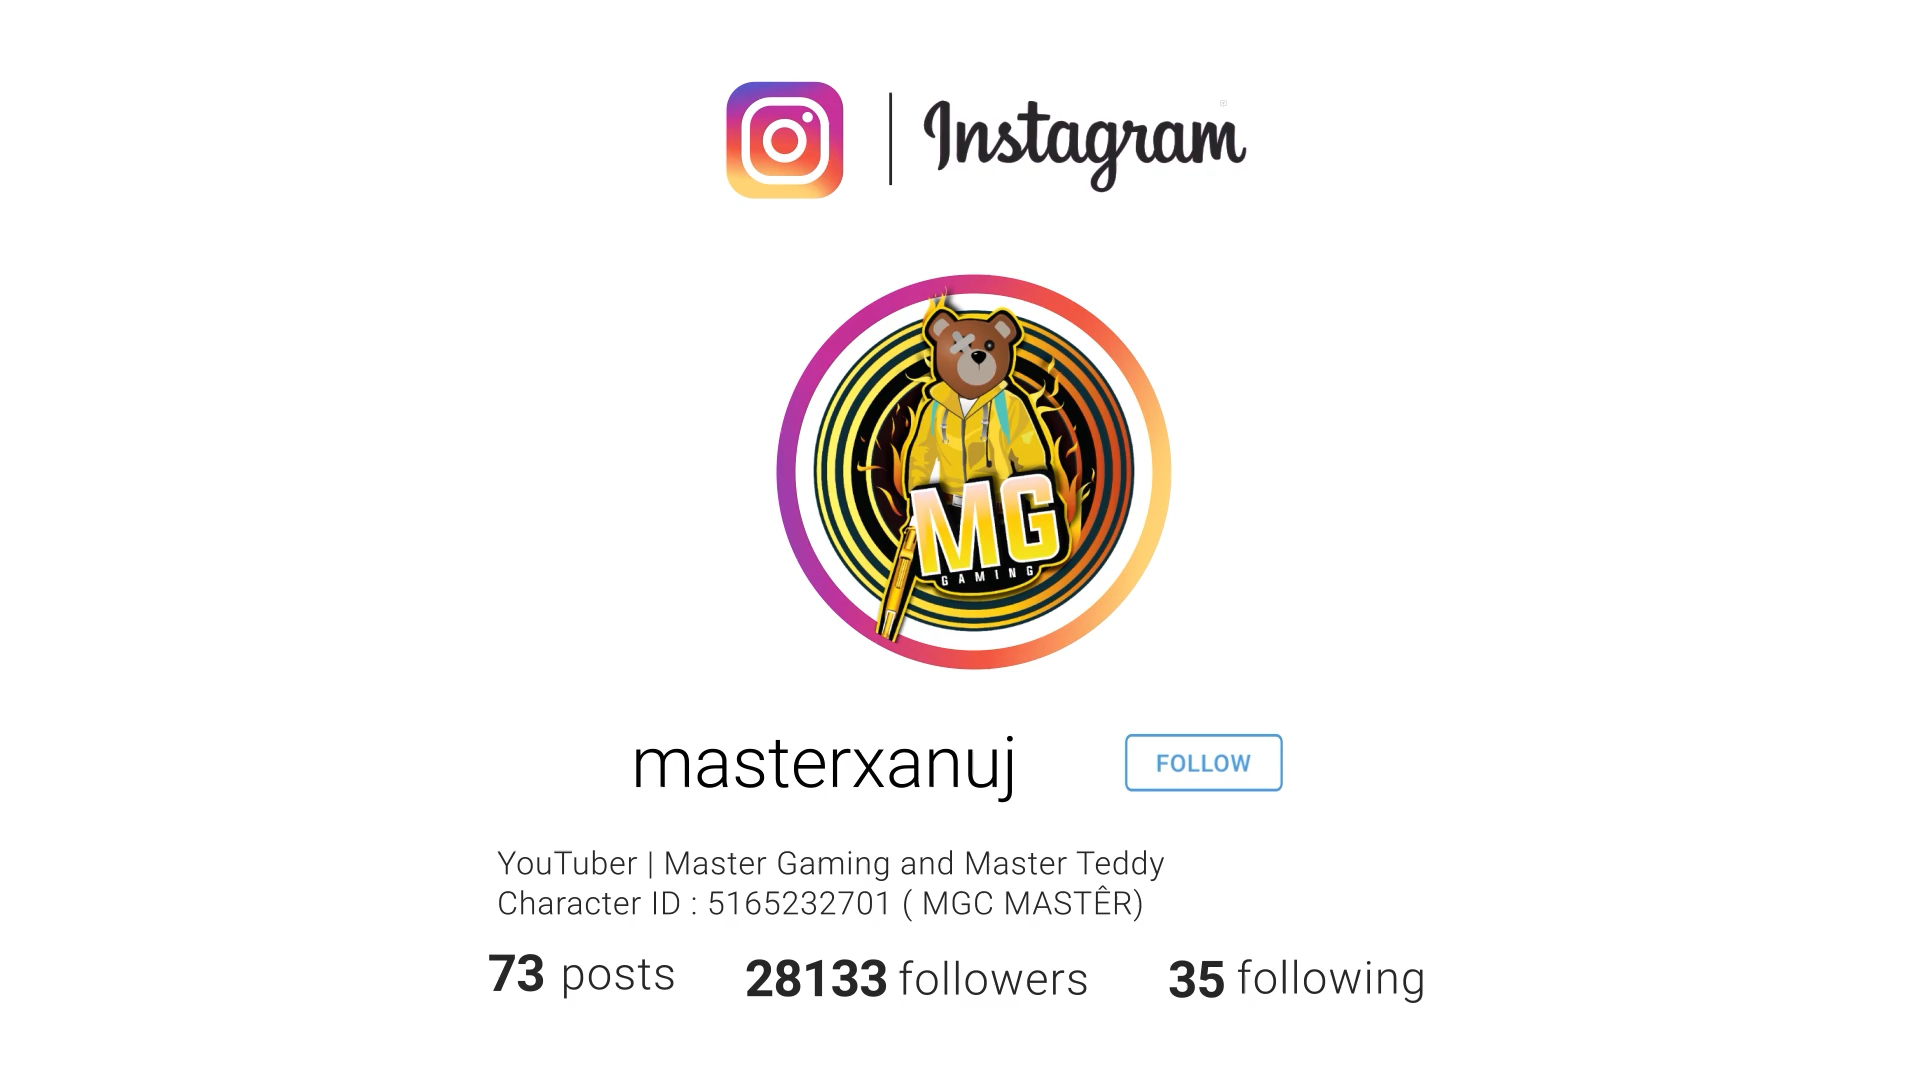 Instagram
MG
GAMING
masterxanuj
FOLLOW
YouTuber | Master Gaming and Master Teddy
Character ID : 5165232701 ( MGC MASTÊR)
73 posts 28133 followers 35 following